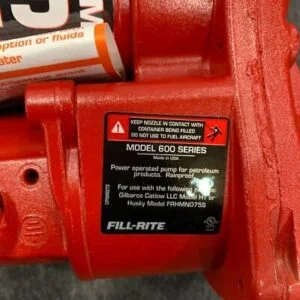 M
ption or fluids
ater
KEEP NOZZLE IN CONTACT WITH
CONTAINER BEING FILLED
DO NOT USE TO FUEL AIRCRAFT
MODEL 600 SERIES
Made in USA
Power operated pump for petroleum
products. Rainproof.
For use with the following
Gilbarco Catlow LLC Model H1 or
Husky Model FRHMN075S
FILL-RITE